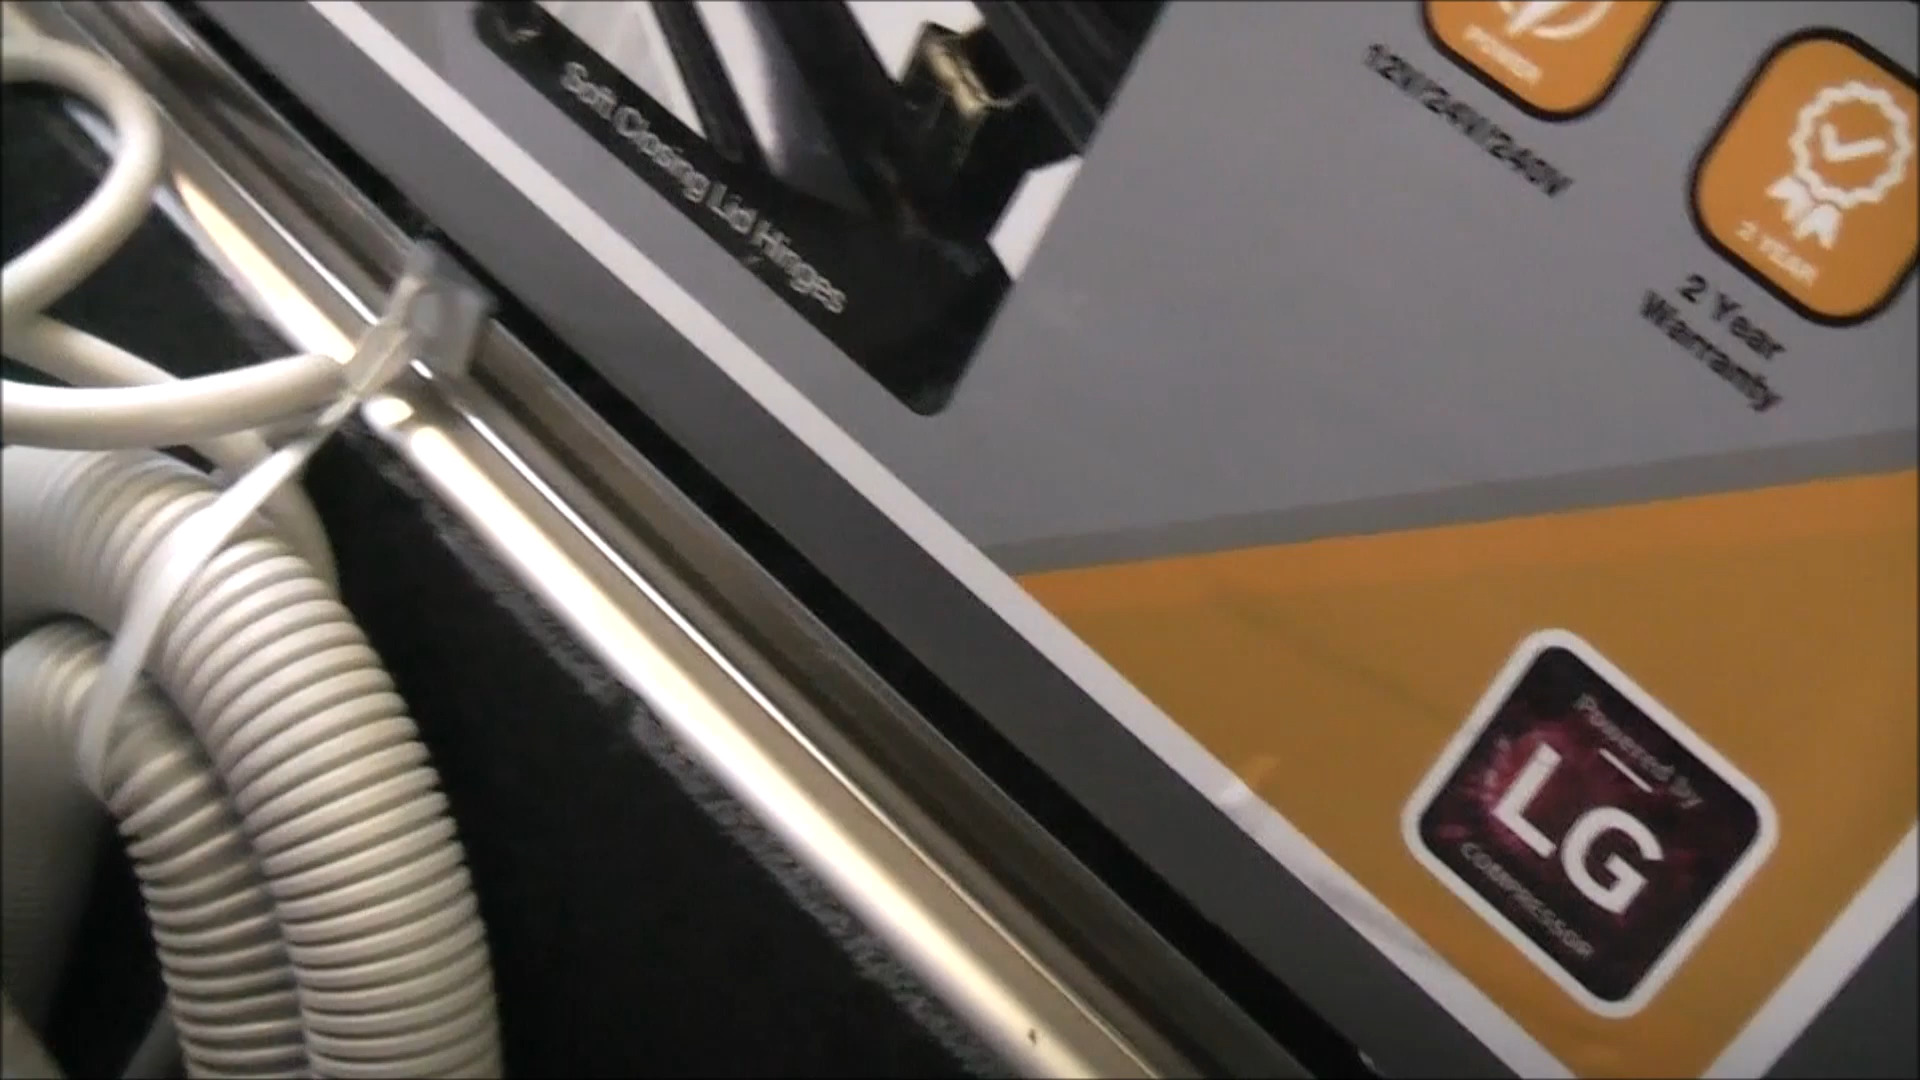 Soft Closing Lid Hinges
POWER
12V/24V/240V
2 YEAR
2 Year
Warranty
Powered by
LG
COMPRESSOR